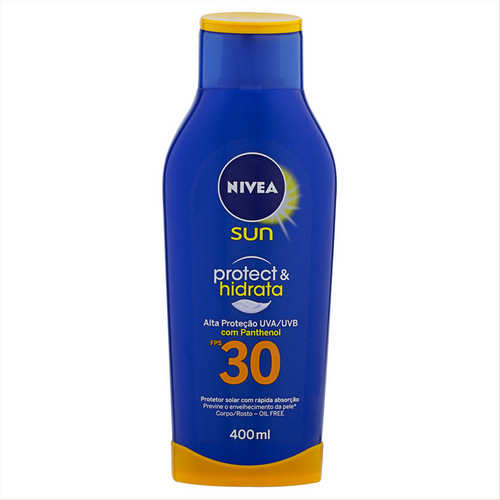 NIVEA
sun
protect &
hidrata
Alta Proteção UVA/UVB
com Panthenol
FPS 30
Protetor solar com rápida absorção
Previne o envelhecimento da pele*
Corpo/Rosto – OIL FREE
400ml